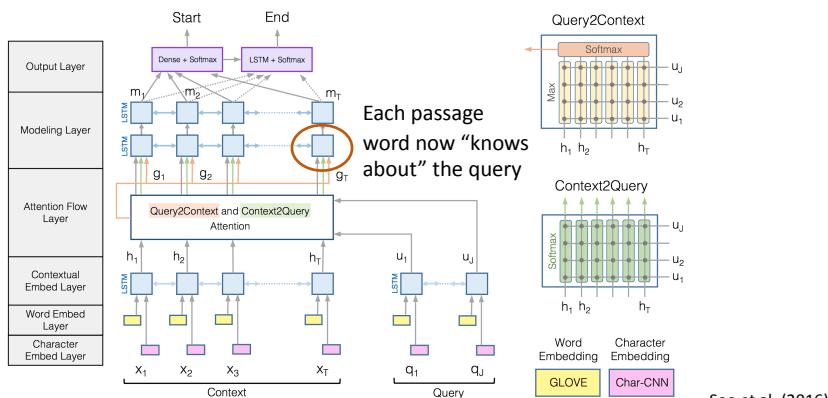 Start End
Output Layer
Dense + Softmax
LSTM + Softmax
m1 m2 mT
Modeling Layer
LSTM
LSTM
Each passage
word now “knows
about” the query
g1 g2 gT
Attention Flow
Layer
Query2Context and Context2Query
Attention
h1 h2 hT
u1 uJ
Contextual
Embed Layer
LSTM
LSTM
Word Embed
Layer
Character
Embed Layer
x1 x2 x3 xT
q1 qJ
Context
Query
Query2Context
Softmax
Max
uJ
u2
u1
h1 h2 hT
Context2Query
Softmax
uJ
u2
u1
h1 h2 hT
Word
Embedding
Character
Embedding
GLOVE
Char-CNN
(2016)